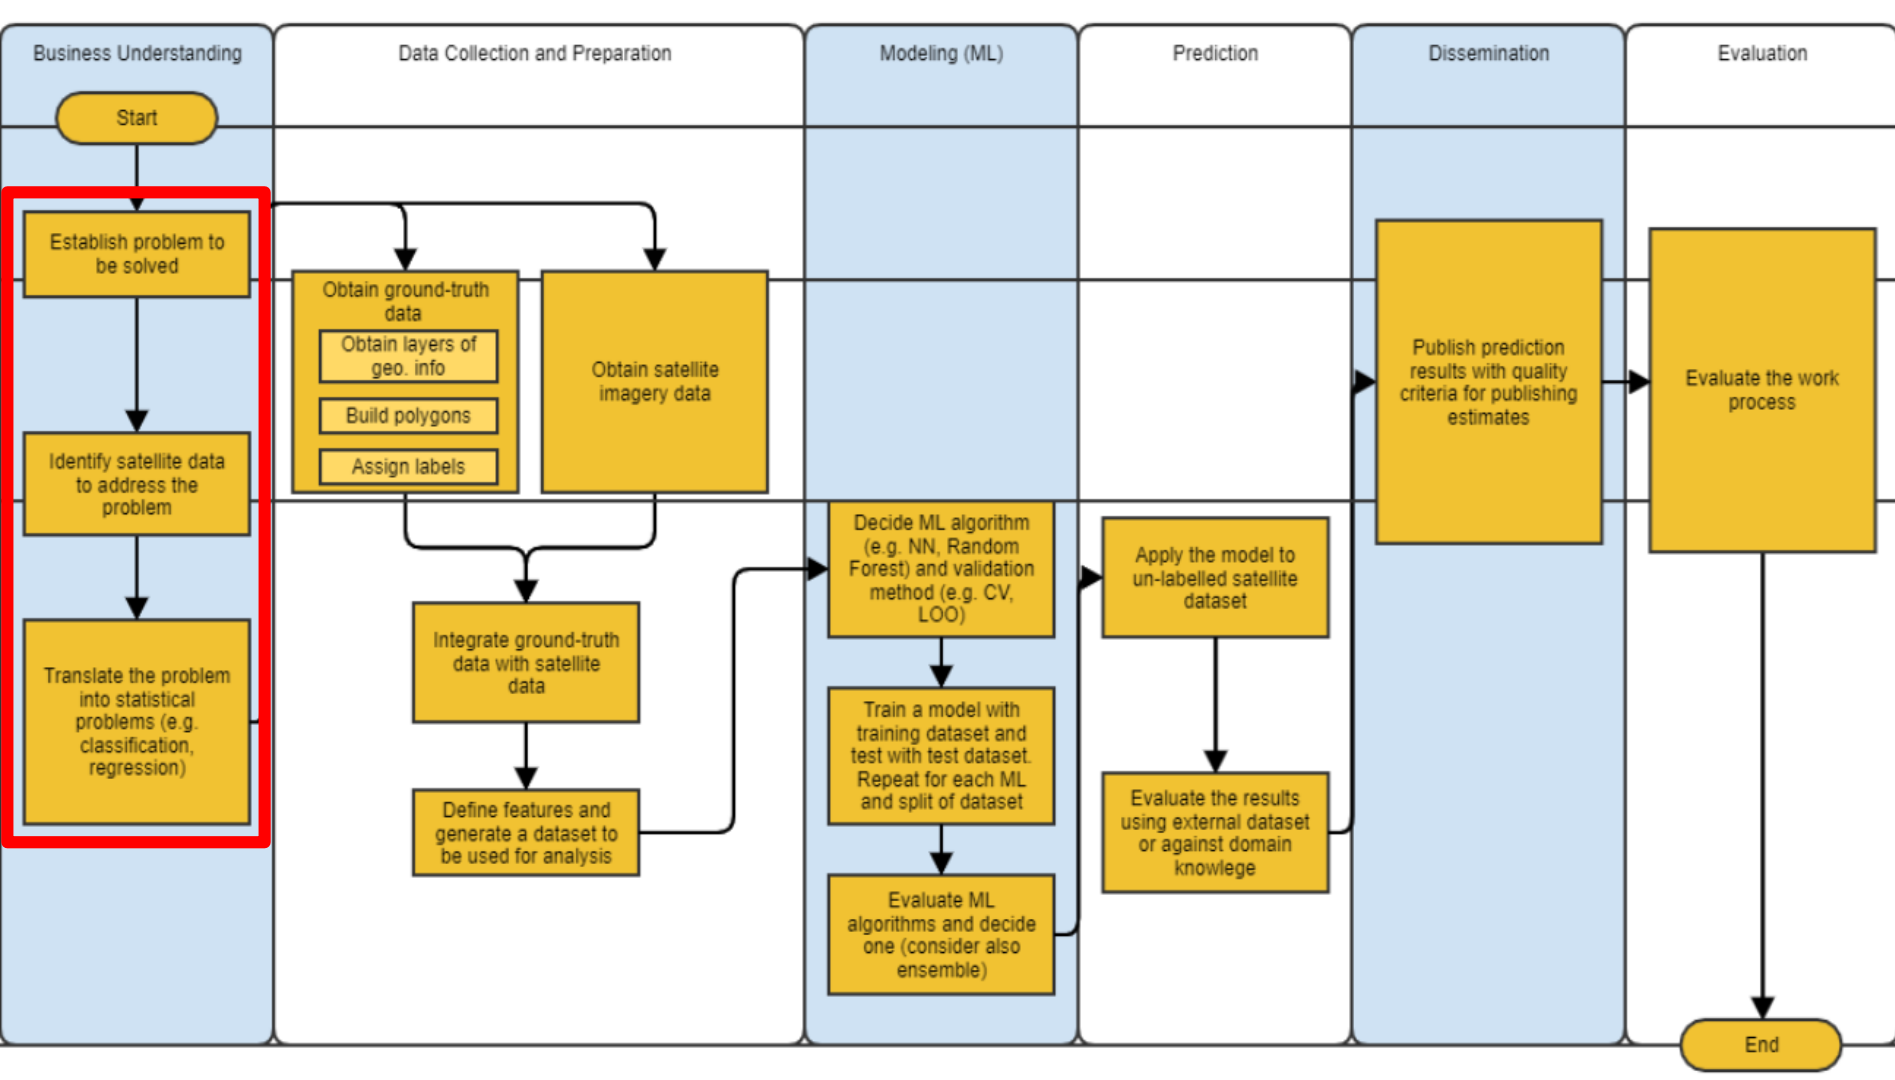 Business Understanding
Data Collection and Preparation
Modeling (ML)
Prediction
Dissemination
Evaluation
Start
Establish problem to
be solved
Identify satellite data
to address the
problem
Translate the problem
into statistical
problems (e.g.
classification,
regression)
Obtain ground-truth
data
Obtain layers of
geo. info
Build polygons
Assign labels
Obtain satellite
imagery data
Integrate ground-truth
data with satellite
data
Define features and
generate a dataset to
be used for analysis
Decide ML algorithm
(e.g. NN, Random
Forest) and validation
method (e.g. CV,
LOO)
Train a model with
training dataset and
test with test dataset.
Repeat for each ML
and split of dataset
Evaluate ML
algorithms and decide
one (consider also
ensemble)
Apply the model to
un-labelled satellite
dataset
Evaluate the results
using external dataset
or against domain
knowlege
Publish prediction
results with quality
criteria for publishing
estimates
Evaluate the work
process
End